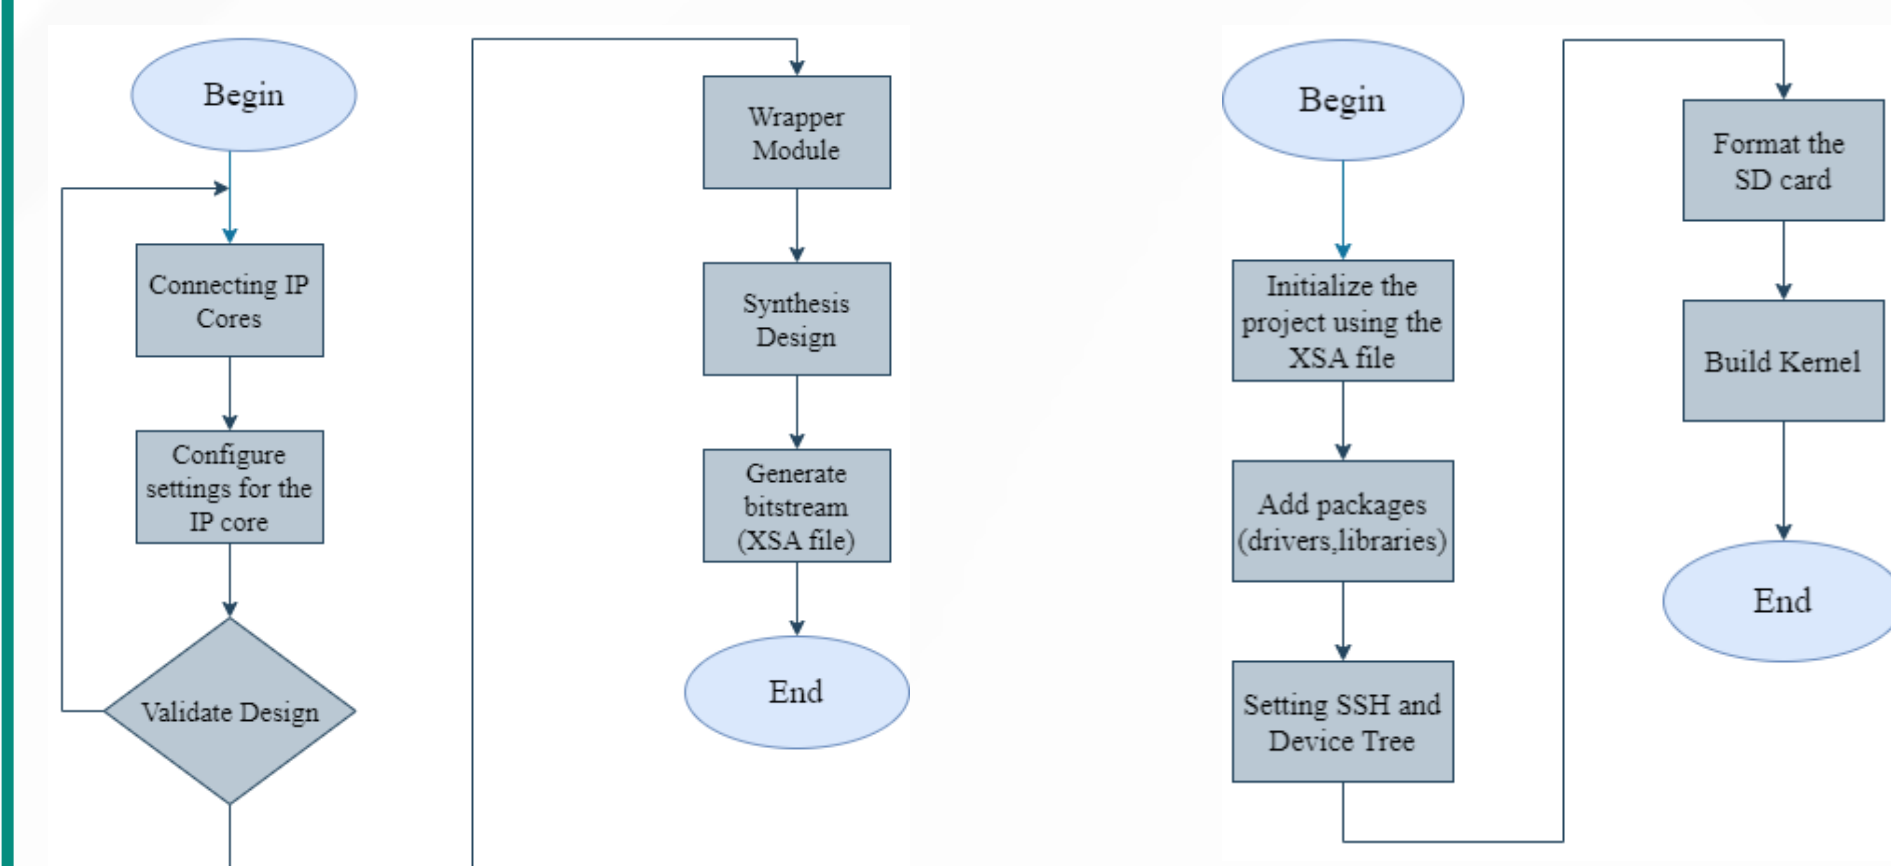 Begin
Connecting IP
Cores
Configure
settings for the
IP core
Validate Design
Wrapper
Module
Synthesis
Design
Generate
bitstream
(XSA file)
End
Begin
Initialize the
project using the
XSA file
Add packages
(drivers,libraries)
Setting SSH and
Device Tree
Format the
SD card
Build Kernel
End